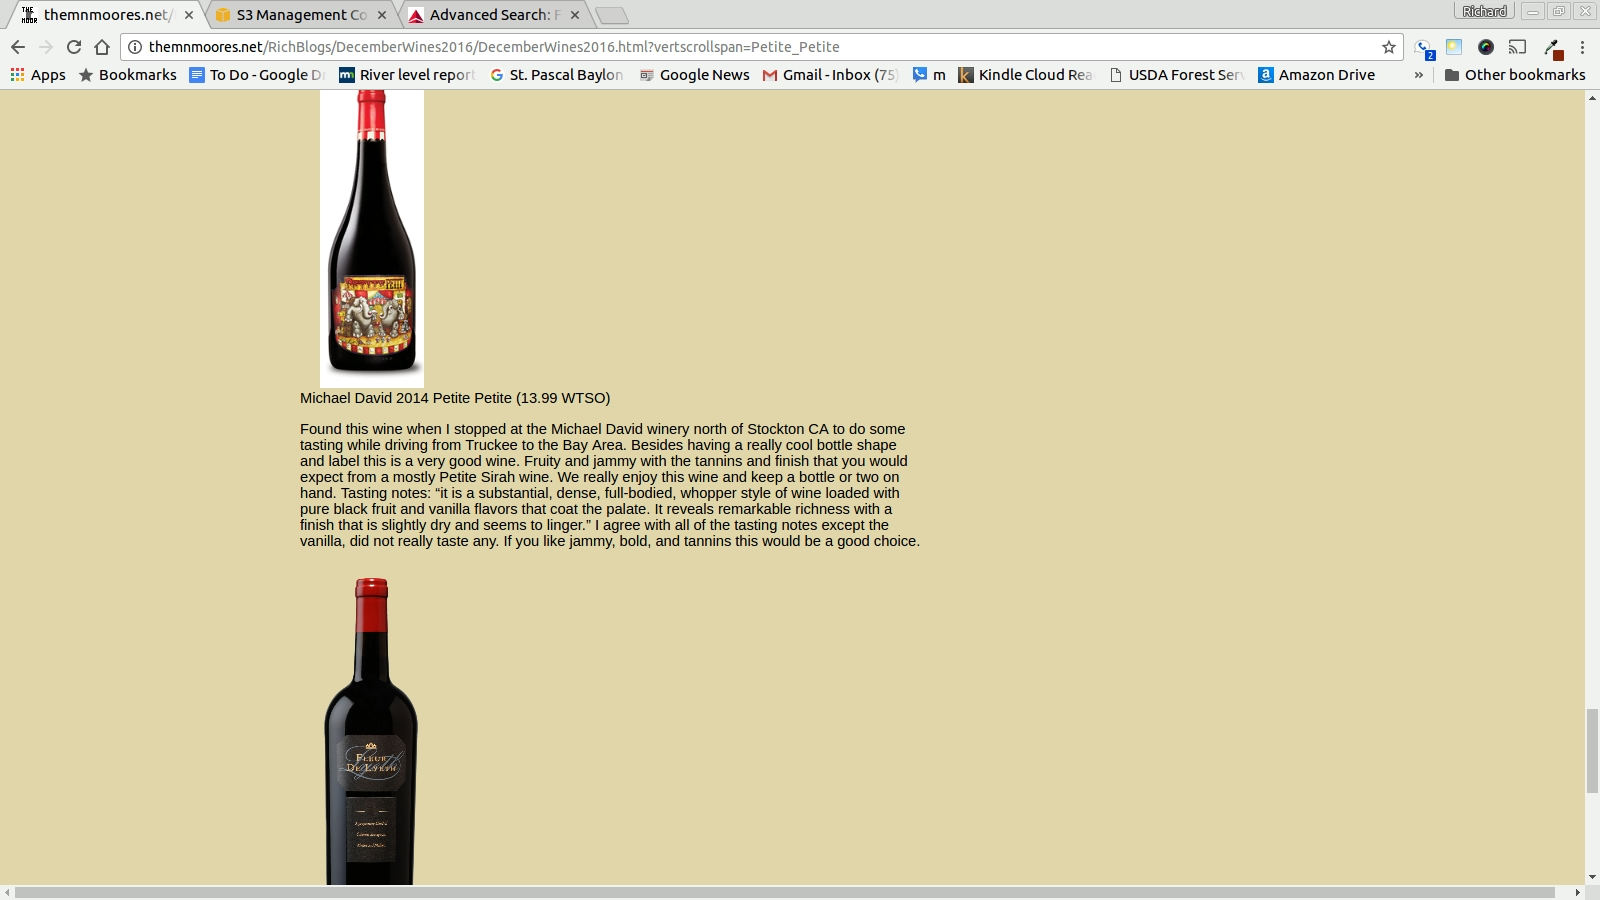 THE
MOOR
themnmoores.net/
S3 Management Co
Advanced Search: F
Richard
themnmoores.net/RichBlogs/DecemberWines2016/DecemberWines2016.html?vertscrollspan=Petite_Petite
2
Apps
Bookmarks
To Do - Google Dr
mn River level report
G St. Pascal Baylon
Google News
Gmail - Inbox (75)
m
k Kindle Cloud Rea
USDA Forest Serv
a Amazon Drive
» Other bookmarks
PETITE PETIT
Michael David 2014 Petite Petite (13.99 WTSO)
Found this wine when I stopped at the Michael David winery north of Stockton CA to do some
tasting while driving from Truckee to the Bay Area. Besides having a really cool bottle shape
and label this is a very good wine. Fruity and jammy with the tannins and finish that you would
expect from a mostly Petite Sirah wine. We really enjoy this wine and keep a bottle or two on
hand. Tasting notes: “it is a substantial, dense, full-bodied, whopper style of wine loaded with
pure black fruit and vanilla flavors that coat the palate. It reveals remarkable richness with a
finish that is slightly dry and seems to linger.” I agree with all of the tasting notes except the
vanilla, did not really taste any. If you like jammy, bold, and tannins this would be a good choice.
FLEUR
DE LYETH